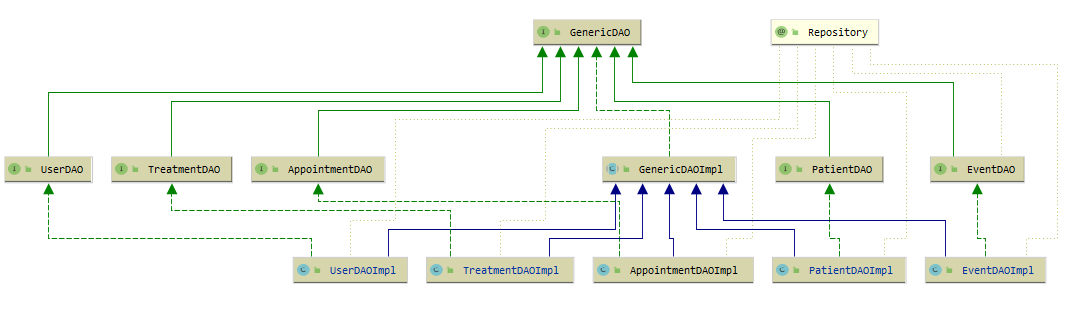 GenericDAO
Repository
UserDAO
TreatmentDAO
AppointmentDAO
GenericDAOImpl
PatientDAO
EventDAO
UserDAOImpl
TreatmentDAOImpl
AppointmentDAOImpl
PatientDAOImpl
EventDAOImpl